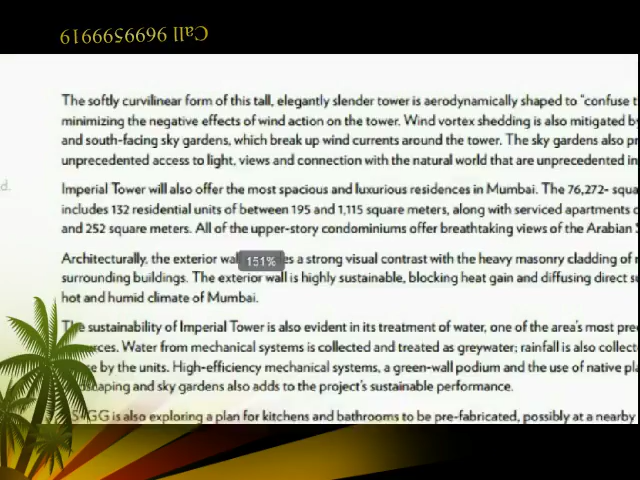 Call
The softly curvilinear form of this tall, elegantly slender tower is aerodynamically shaped to "confuse
minimizing the negative effects of wind action on the tower. Wind vortex shedding is also mitigated by
and south-facing sky gardens, which break up wind currents around the tower. The sky gardens also
unprecedented access to light, views and connection with the natural world that are unprecedented in
d.
Imperial Tower will also offer the most spacious and luxurious residences in Mumbai. The 76,272-
includes 132 residential units of between 195 and 1,115 square meters, along with serviced apartments
and 252 square meters. All of the upper-story condominiums offer breathtaking views of the Arabian
Architecturally, the exterior 151% a strong visual contrast with the heavy masonry cladding of
surrounding buildings. The exterior wall is highly sustainable, blocking heat gain and diffusing direct
hot and humid climate of Mumbai.
The sustainability of Imperial Tower is also evident in its treatment of water, one of the area's most
Water from mechanical systems is collected and treated as greywater; rainfall is also
by the units. High-efficiency mechanical systems, a green-wall podium and the use of native
and sky gardens also adds to the project's sustainable performance.
is also exploring a plan for kitchens and bathrooms to be pre-fabricated, possibly at a nearby